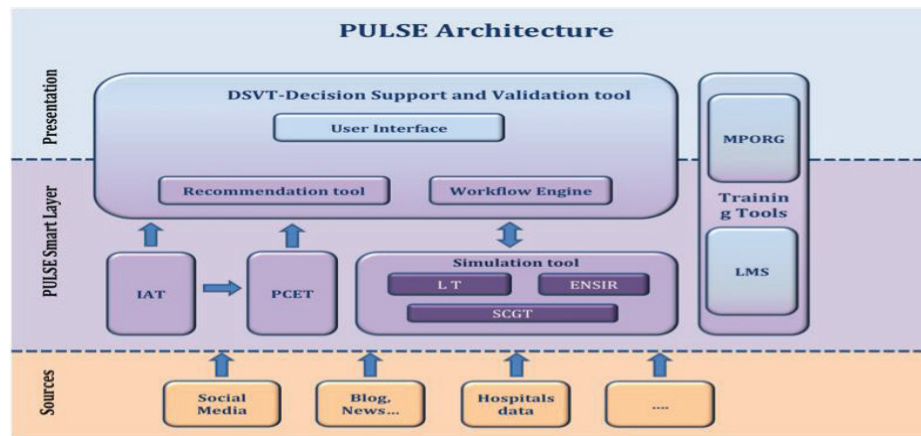 PULSE Architecture
Presentation
DSVT-Decision Support and Validation tool
User Interface
Recommendation tool
Workflow Engine
MPORG
Trainin
g Tools
LMS
PULSE Smart Layer
IAT
PCET
Simulation tool
L T
ENSIR
SCGT
Sources
Social
Media
Blog,
News...
Hospitals
data
....